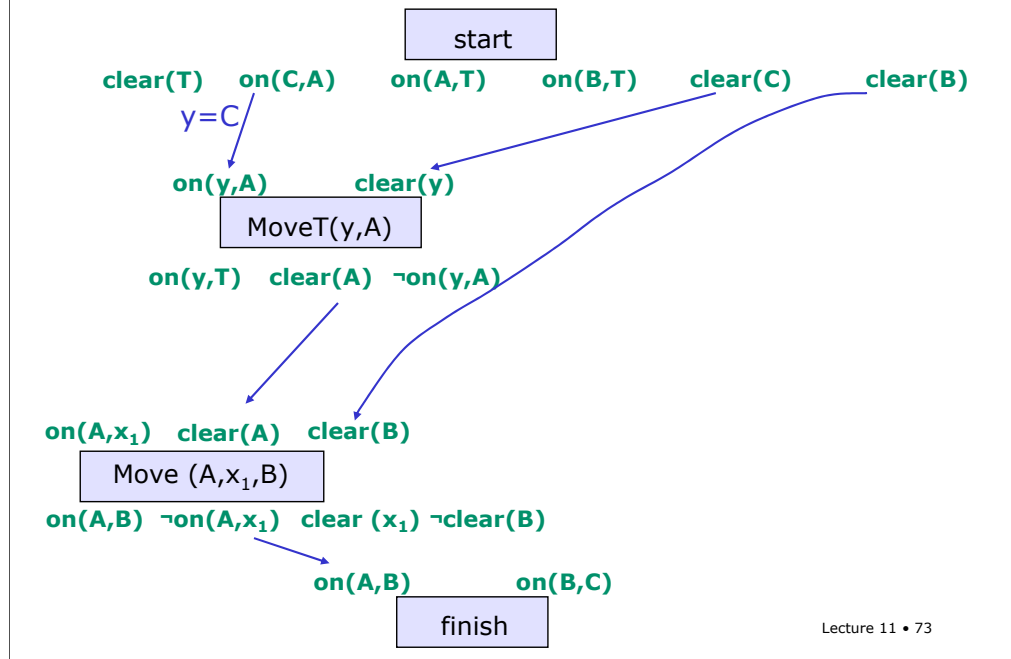 start
clear(T) on(C,A) on(A,T) on(B,T) clear(C) clear(B)
y=C
on(y,A) clear(y)
MoveT(y,A)
on(y,T) clear(A) ¬on(y,A)
on(A,x₁) clear(A) clear(B)
Move (A,x₁,B)
on(A,B) ¬on(A,x₁) clear (x₁) ¬clear(B)
on(A,B) on(B,C)
finish
Lecture 11 • 73